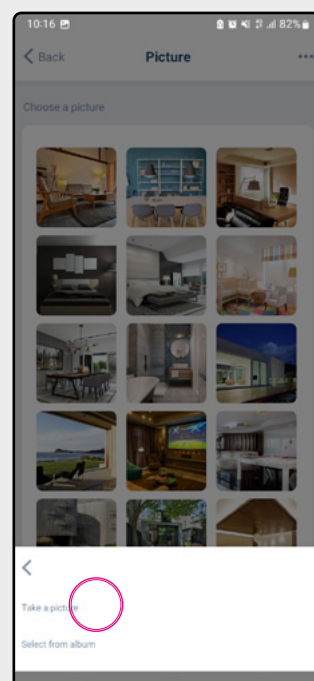 10:16 82%
Back Picture
Choose a picture
Take a picture
Select from album